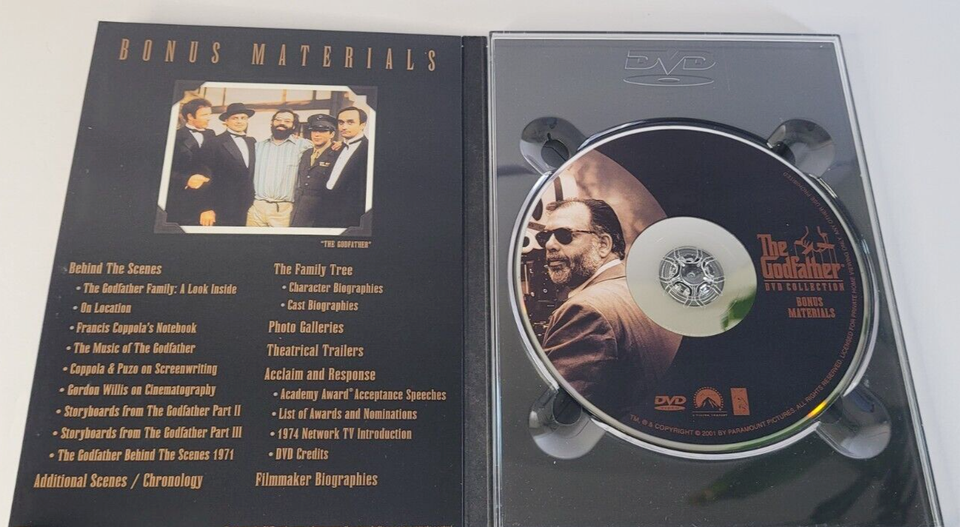 BONUS MATERIALS
"THE GODFATHER"
Behind The Scenes
• The Godfather Family: A Look Inside
• On Location
• Francis Coppola's Notebook
• The Music of The Godfather
• Coppola & Puzo on Screenwriting
• Gordon Willis on Cinematography
• Storyboards from The Godfather Part II
• Storyboards from The Godfather Part III
• The Godfather Behind The Scenes 1971
Additional Scenes / Chronology
The Family Tree
• Character Biographies
• Cast Biographies
Photo Galleries
Theatrical Trailers
Acclaim and Response
• Academy Award® Acceptance Speeches
• List of Awards and Nominations
• 1974 Network TV Introduction
• DVD Credits
Filmmaker Biographies
DVD
The
Godfather
DVD COLLECTION
BONUS
MATERIALS
DVD
TM, ® & COPYRIGHT © 2001 BY PARAMOUNT PICTURES. ALL RIGHTS RESERVED. LICENSED FOR PRIVATE HOME